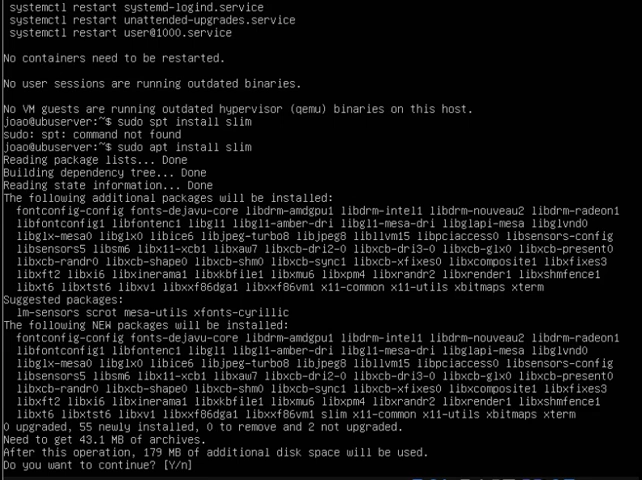 systemctl restart systemd-logind.service
systemctl restart unattended-upgrades.service
systemctl restart user@1000.service
No containers need to be restarted.
No user sessions are running outdated binaries.
No VM guests are running outdated hypervisor (qemu) binaries on this host.
joao@ubuserver:~$ sudo spt install slim
sudo: spt: command not found
joao@ubuserver:~$ sudo apt install slim
Reading package lists... Done
Building dependency tree... Done
Reading state information... Done
The following additional packages will be installed:
fontconfig-config fonts-dejavu-core libdrm-amdgpu1 libdrm-intel1 libdrm-nouveau2 libdrm-radeon1
libfontconfig1 libfontenc1 libgl1 libgl1-amber-dri libgl1-mesa-dri libglapi-mesa libglvnd0
libglx-mesa0 libglx0 libice6 libjpeg-turbo8 libjpeg8 libllvm15 libpciaccess0 libsensors-config
libsensors5 libsm6 libx11-xcb1 libxaw7 libxcb-dri2-0 libxcb-dri3-0 libxcb-glx0 libxcb-present0
libxcb-randr0 libxcb-shape0 libxcb-shm0 libxcb-sync1 libxcb-xfixes0 libxcomposite1 libxfixes3
libxft2 libxi6 libxinerama1 libxkbfile1 libxmu6 libxpm4 libxrandr2 libxrender1 libxshmfence1
libxt6 libxtst6 libxv1 libxxf86dga1 libxxf86vm1 x11-common x11-utils xbitmaps xterm
Suggested packages:
lm-sensors scrot mesa-utils xfonts-cyrillic
The following NEW packages will be installed:
fontconfig-config fonts-dejavu-core libdrm-amdgpu1 libdrm-intel1 libdrm-nouveau2 libdrm-radeon1
libfontconfig1 libfontenc1 libgl1 libgl1-amber-dri libgl1-mesa-dri libglapi-mesa libglvnd0
libglx-mesa0 libglx0 libice6 libjpeg-turbo8 libjpeg8 libllvm15 libpciaccess0 libsensors-config
libsensors5 libsm6 libx11-xcb1 libxaw7 libxcb-dri2-0 libxcb-dri3-0 libxcb-glx0 libxcb-present0
libxcb-randr0 libxcb-shape0 libxcb-shm0 libxcb-sync1 libxcb-xfixes0 libxcomposite1 libxfixes3
libxft2 libxi6 libxinerama1 libxkbfile1 libxmu6 libxpm4 libxrandr2 libxrender1 libxshmfence1
libxt6 libxtst6 libxv1 libxxf86dga1 libxxf86vm1 slim x11-common x11-utils xbitmaps xterm
0 upgraded, 55 newly installed, 0 to remove and 2 not upgraded.
Need to get 43.1 MB of archives.
After this operation, 179 MB of additional disk space will be used.
Do you want to continue? [Y/n]